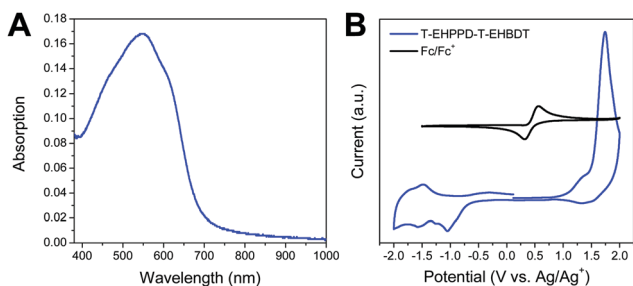 A
0.18
0.16
0.14
0.12
0.10
0.08
0.06
0.04
0.02
0.00
400 500 600 700 800 900 1000
Absorption
Wavelength (nm)
B
T-EHPPD-T-EHBDT
Fc/Fc⁺
Current (a.u.)
-2.0 -1.5 -1.0 -0.5 0.0 0.5 1.0 1.5 2.0
Potential (V vs. Ag/Ag⁺)